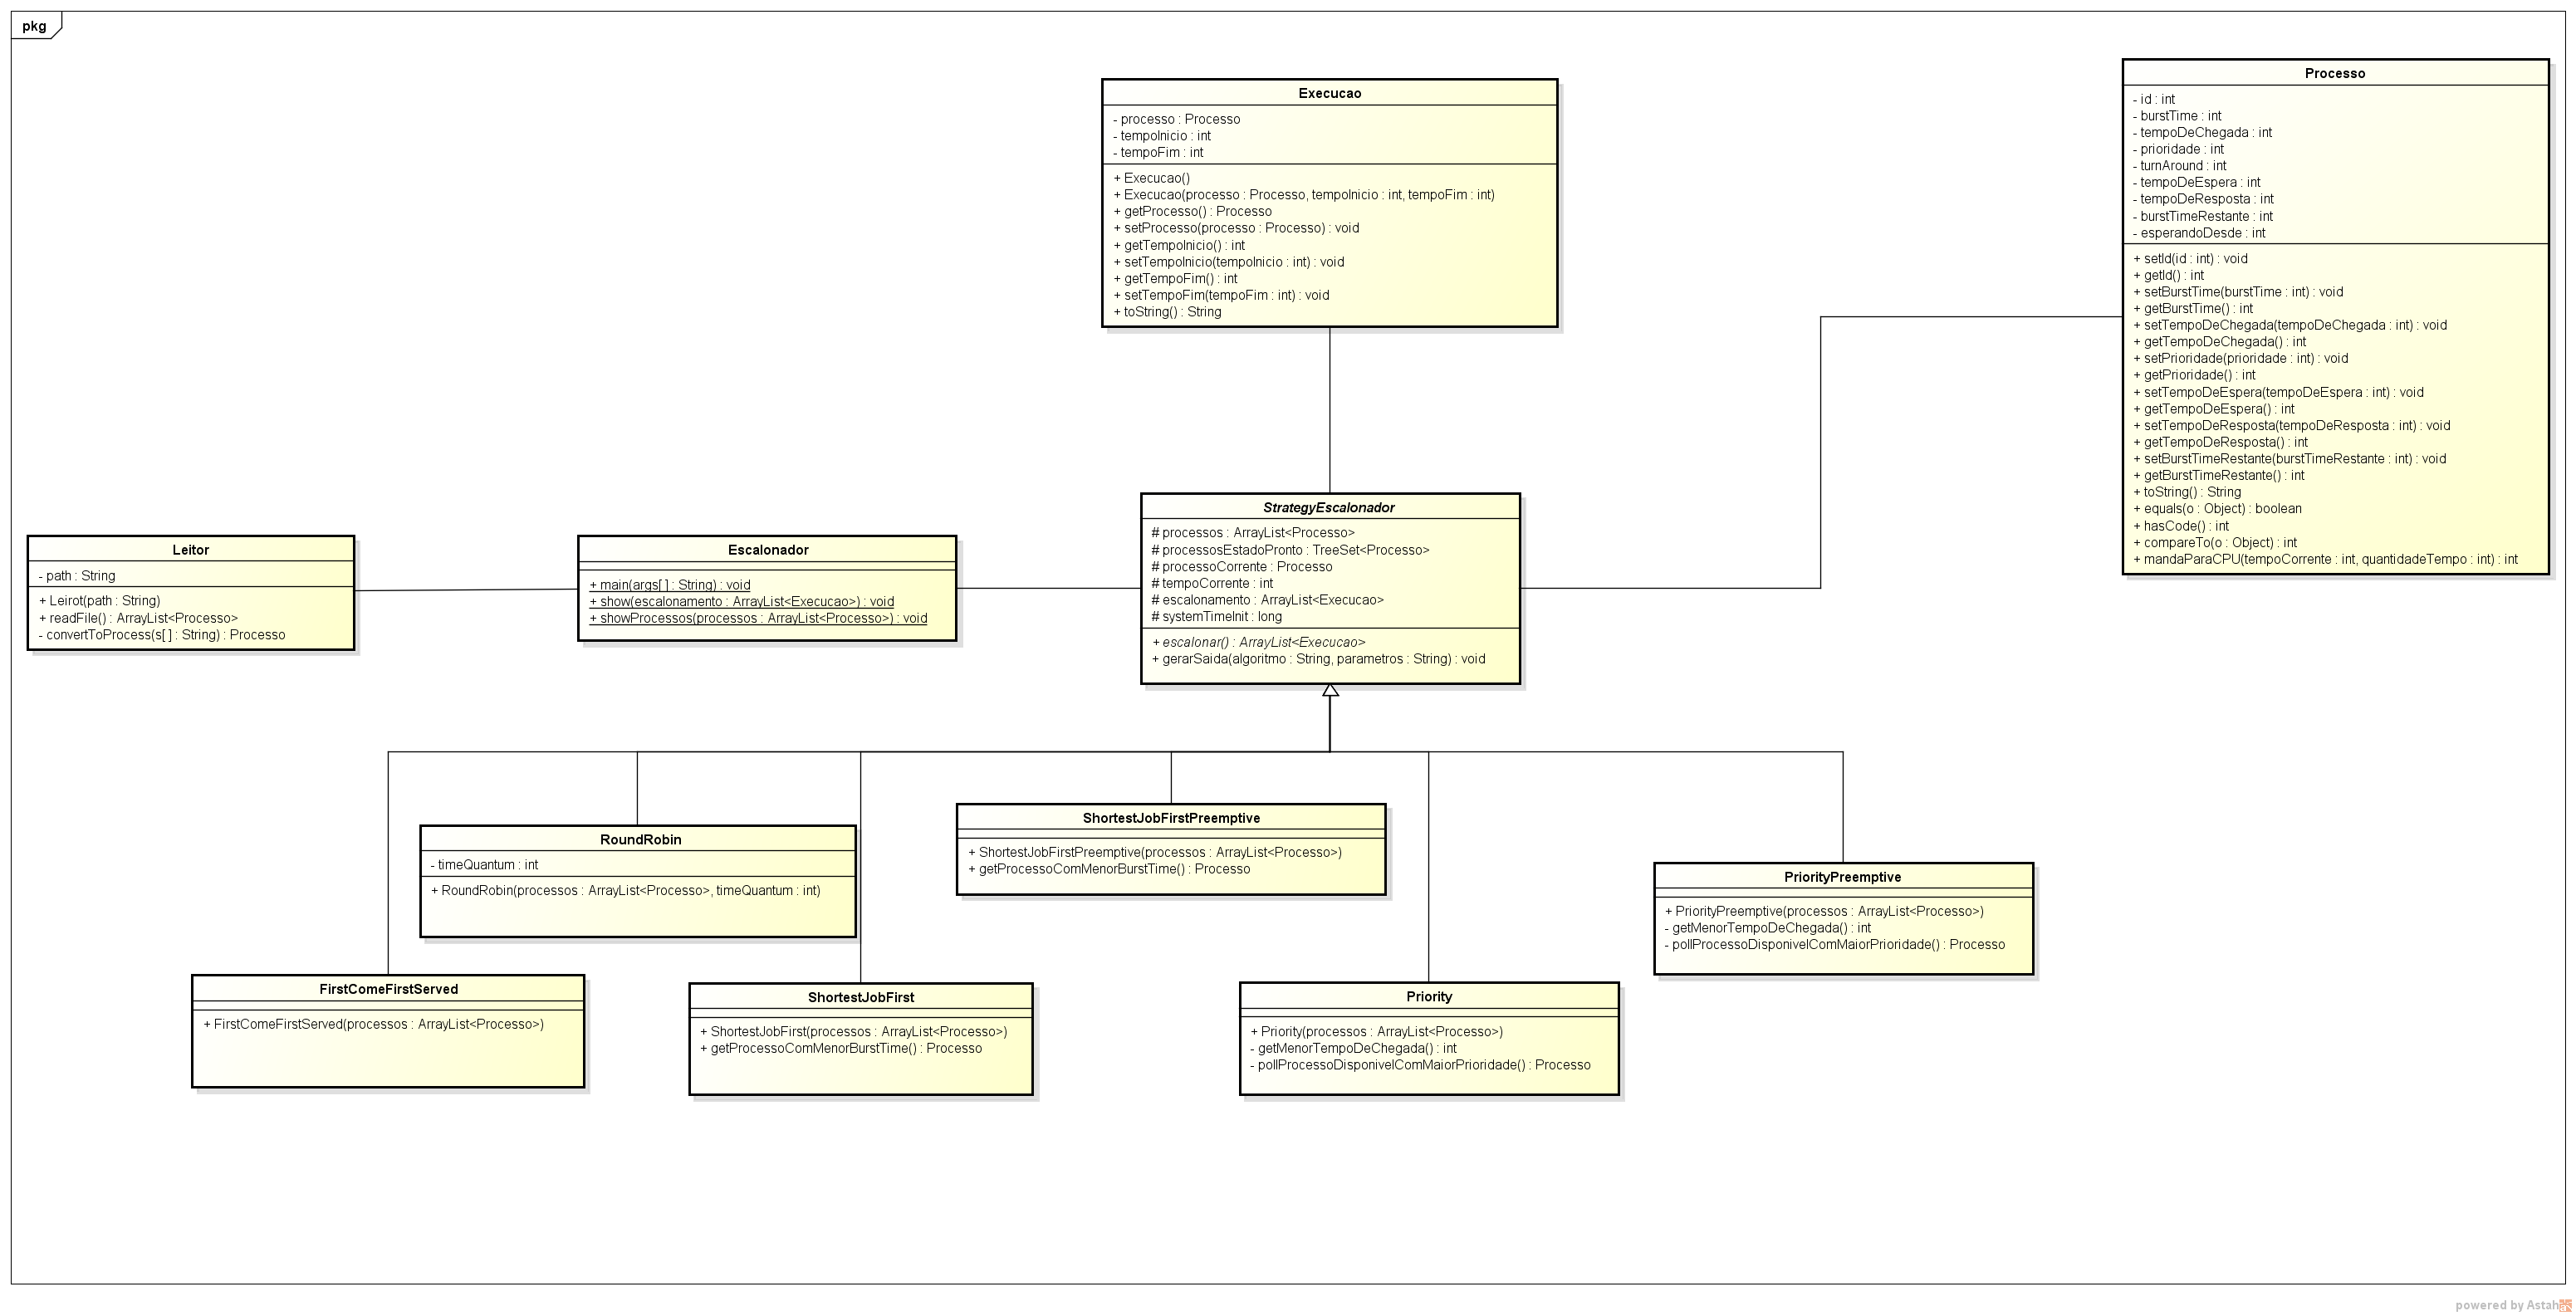 pkg
Execucao
- processo : Processo
- tempoInicio : int
- tempoFim : int
+ Execucao()
+ Execucao(processo : Processo, tempoInicio : int, tempoFim : int)
+ getProcesso() : Processo
+ setProcesso(processo : Processo) : void
+ getTempoInicio() : int
+ setTempoInicio(tempoInicio : int) : void
+ getTempoFim() : int
+ setTempoFim(tempoFim : int) : void
+ toString() : String
Processo
- id : int
- burstTime : int
- tempoDeChegada : int
- prioridade : int
- turnAround : int
- tempoDeEspera : int
- tempoDeResposta : int
- burstTimeRestante : int
- esperandoDesde : int
+ setId(id : int) : void
+ getId() : int
+ setBurstTime(burstTime : int) : void
+ getBurstTime() : int
+ setTempoDeChegada(tempoDeChegada : int) : void
+ getTempoDeChegada() : int
+ setPrioridade(prioridade : int) : void
+ getPrioridade() : int
+ setTempoDeEspera(tempoDeEspera : int) : void
+ getTempoDeEspera() : int
+ setTempoDeResposta(tempoDeResposta : int) : void
+ getTempoDeResposta() : int
+ setBurstTimeRestante(burstTimeRestante : int) : void
+ getBurstTimeRestante() : int
+ toString() : String
+ equals(o : Object) : boolean
+ hasCode() : int
+ compareTo(o : Object) : int
+ mandaParaCPU(tempoCorrente : int, quantidadeTempo : int) : int
Leitor
- path : String
+ Leirot(path : String)
+ readFile() : ArrayList<Processo>
- convertToProcess(s[ ] : String) : Processo
Escalonador
+ main(args[ ] : String) : void
+ show(escalonamento : ArrayList<Execucao>) : void
+ showProcessos(processos : ArrayList<Processo>) : void
StrategyEscalonador
# processos : ArrayList<Processo>
# processosEstadoPronto : TreeSet<Processo>
# processoCorrente : Processo
# tempoCorrente : int
# escalonamento : ArrayList<Execucao>
# systemTimeInit : long
+ escalonar() : ArrayList<Execucao>
+ gerarSaida(algoritmo : String, parametros : String) : void
RoundRobin
- timeQuantum : int
+ RoundRobin(processos : ArrayList<Processo>, timeQuantum : int)
ShortestJobFirstPreemptive
+ ShortestJobFirstPreemptive(processos : ArrayList<Processo>)
+ getProcessoComMenorBurstTime() : Processo
PriorityPreemptive
+ PriorityPreemptive(processos : ArrayList<Processo>)
- getMenorTempoDeChegada() : int
- pollProcessoDisponivelComMaiorPrioridade() : Processo
FirstComeFirstServed
+ FirstComeFirstServed(processos : ArrayList<Processo>)
ShortestJobFirst
+ ShortestJobFirst(processos : ArrayList<Processo>)
+ getProcessoComMenorBurstTime() : Processo
Priority
+ Priority(processos : ArrayList<Processo>)
- getMenorTempoDeChegada() : int
- pollProcessoDisponivelComMaiorPrioridade() : Processo
powered by Astah